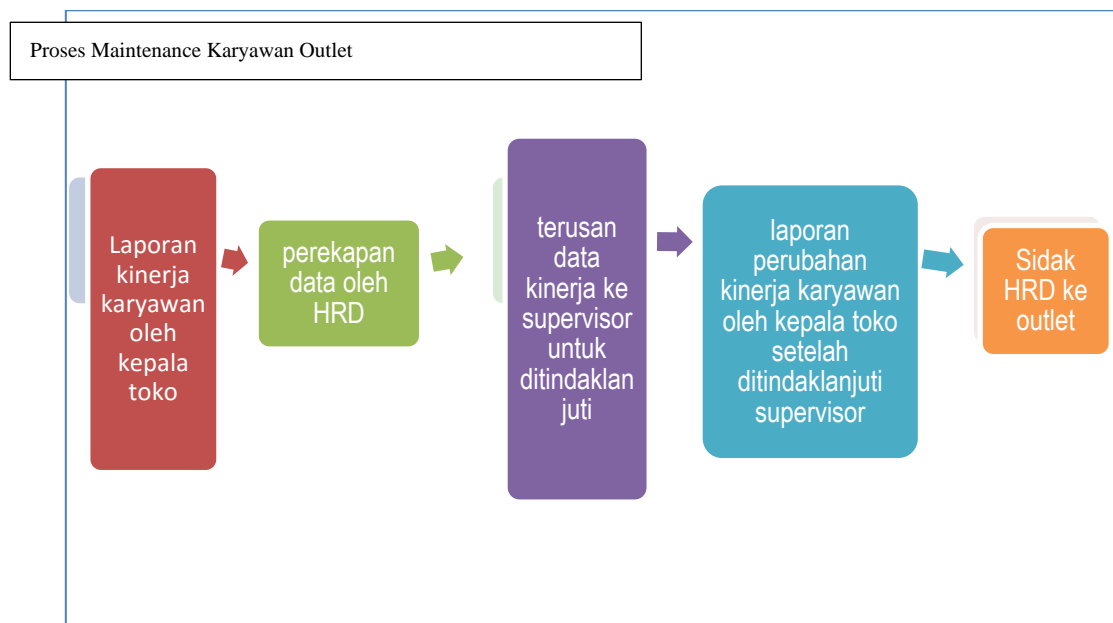 Proses Maintenance Karyawan Outlet
Laporan
kinerja
karyawan
oleh
kepala
toko
perekapan
data oleh
HRD
terusan
data
kinerja ke
supervisor
untuk
ditindaklan
juti
laporan
perubahan
kinerja karyawan
oleh kepala toko
setelah
ditindaklanjuti
supervisor
Sidak
HRD ke
outlet